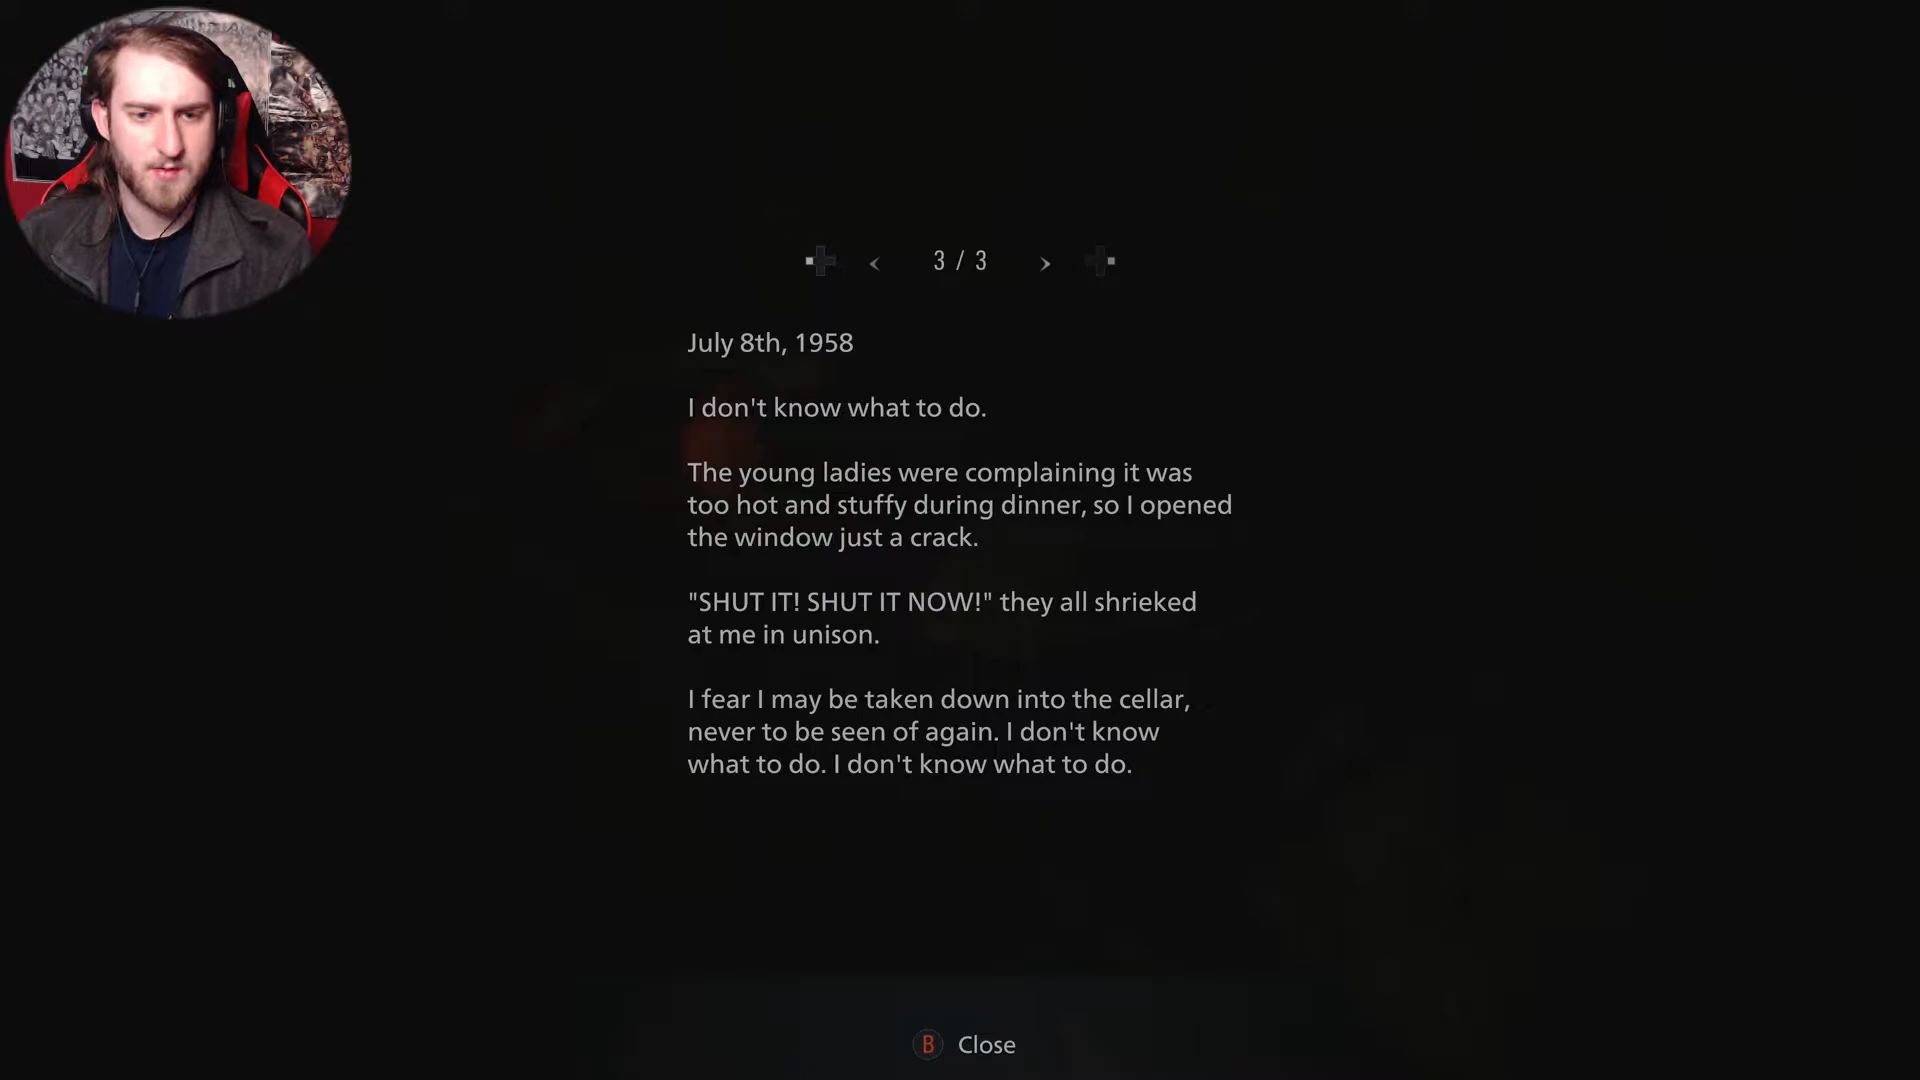 3 / 3
July 8th, 1958
I don't know what to do.
The young ladies were complaining it was
too hot and stuffy during dinner, so I opened
the window just a crack.
"SHUT IT! SHUT IT NOW!" they all shrieked
at me in unison.
I fear I may be taken down into the cellar,
never to be seen of again. I don't know
what to do. I don't know what to do.
B Close